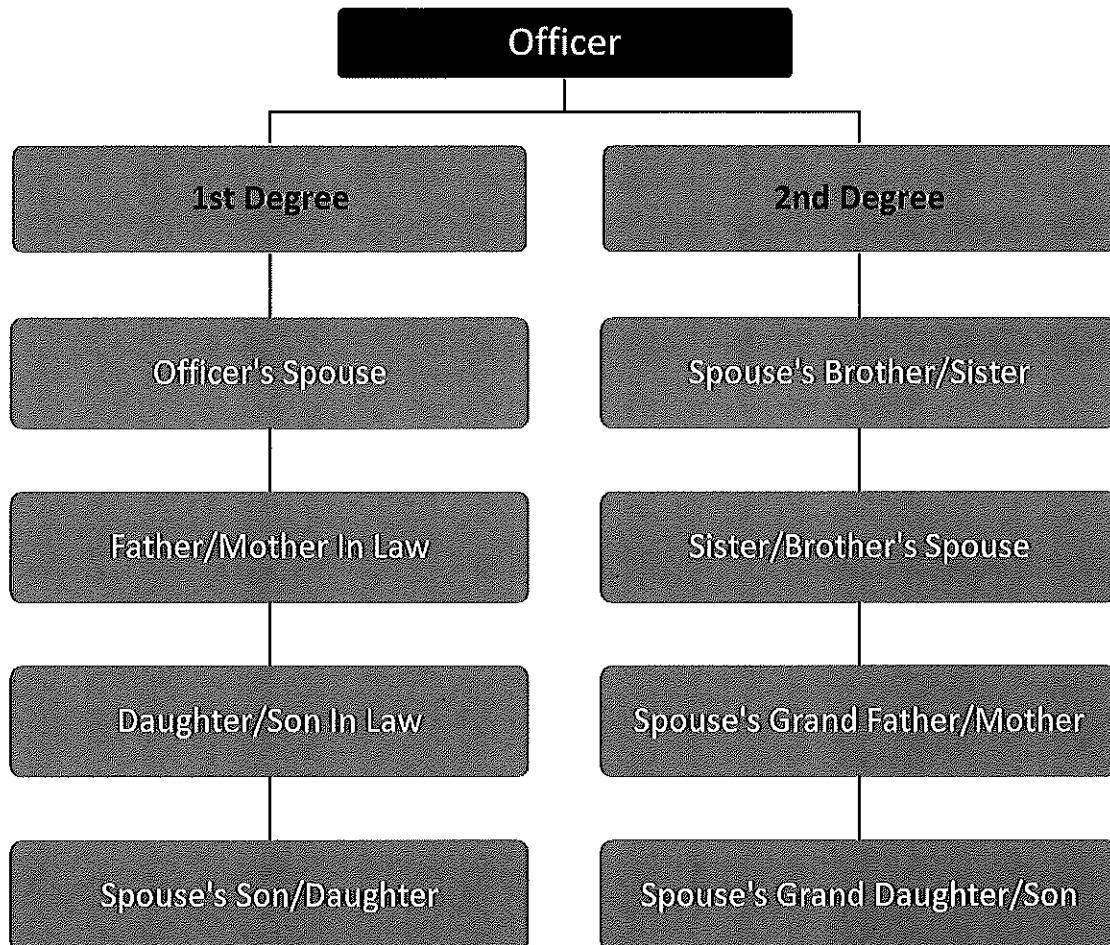 Officer
1st Degree
2nd Degree
Officer's Spouse
Spouse's Brother/Sister
Father/Mother In Law
Sister/Brother's Spouse
Daughter/Son In Law
Spouse's Grand Father/Mother
Spouse's Son/Daughter
Spouse's Grand Daughter/Son